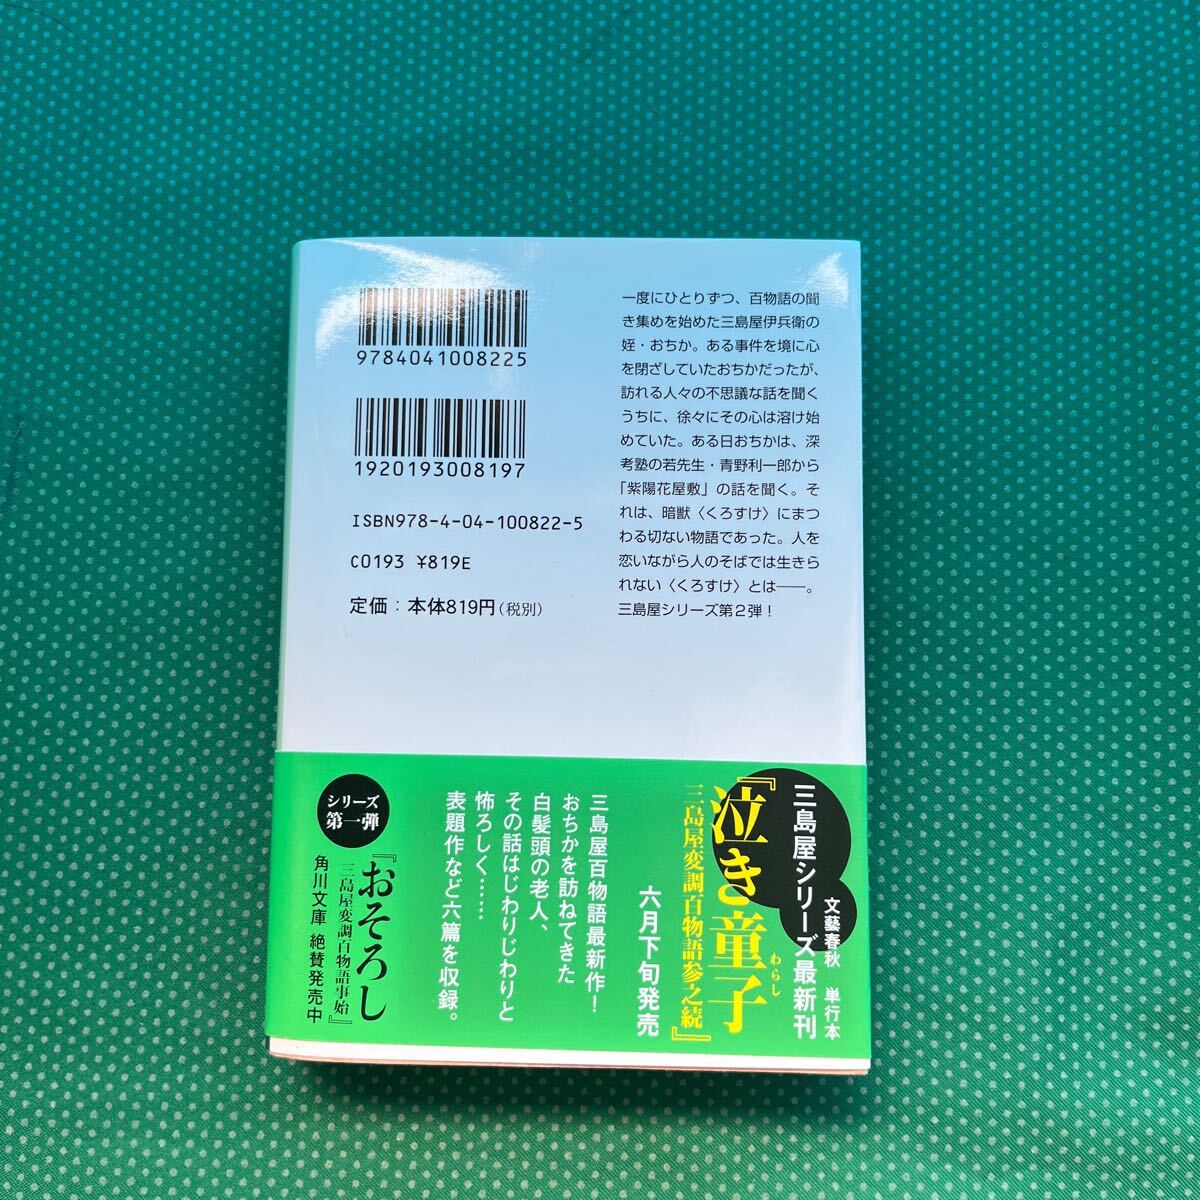 9784041008225
1920193008197
ISBN978-4-04-100822-5
C0193 ¥819E
定価：本体819円（税別）
一度にひとりずつ、百物語の聞
き集めを始めた三島屋伊兵衛の
姪・おちか。ある事件を境に心
を閉ざしていたおちかだったが、
訪れる人々の不思議な話を聞く
うちに、徐々にその心は溶け始
めていた。ある日おちかは、深
考塾の若先生・青野利一郎から
「紫陽花屋敷」の話を聞く。そ
れは、暗獣〈くろすけ〉にまつ
わる切ない物語であった。人を
恋いながら人のそばでは生きら
れない〈くろすけ〉とは――。
三島屋シリーズ第２弾！
文藝春秋　単行本
三島屋シリーズ最新刊
『泣き童子
わらし
三島屋変調百物語参之続』
六月下旬発売
三島屋百物語最新作！
おちかを訪ねてきた
白髪頭の老人、
その話はじわりじわりと
怖ろしく……
表題作など六篇を収録。
シリーズ
第一弾
『おそろし
三島屋変調百物語事始』
角川文庫 絶賛発売中